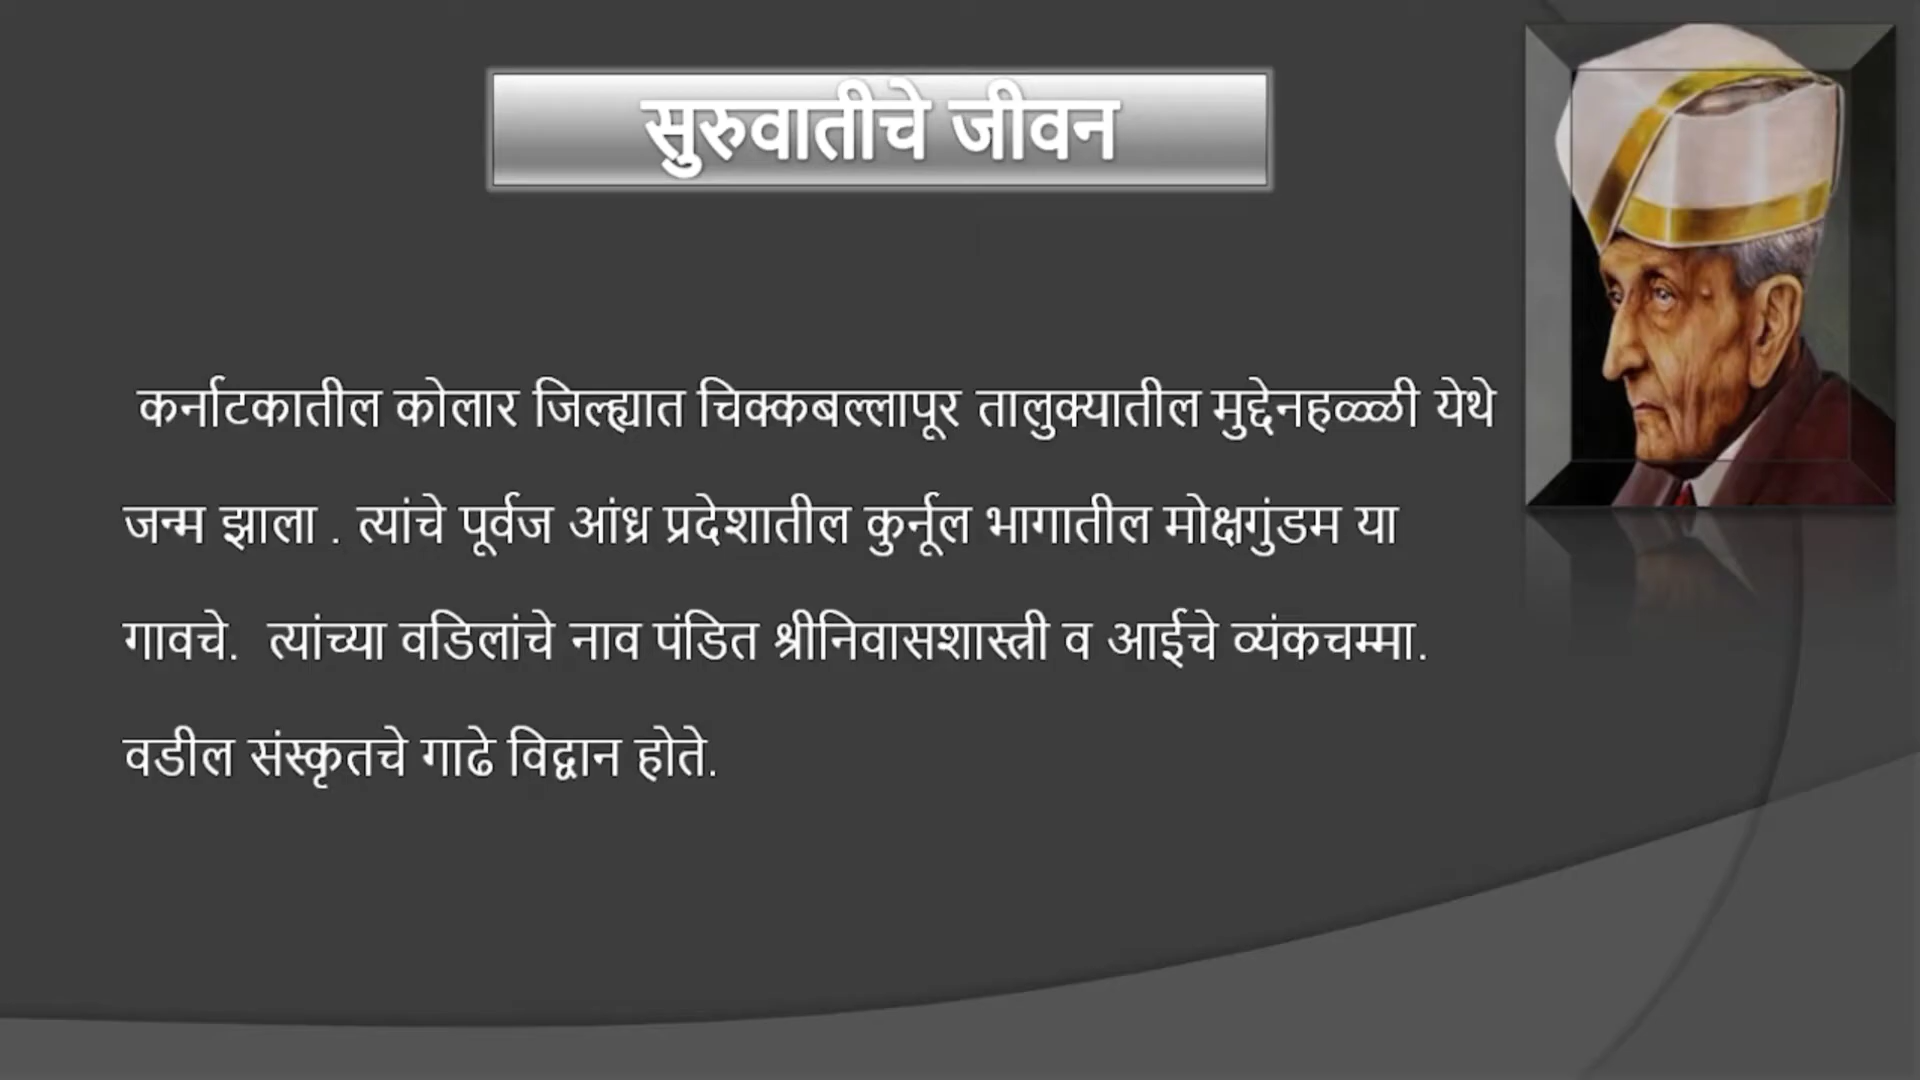 सुरुवातीचे जीवन
कर्नाटकातील कोलार जिल्ह्यात चिक्कबल्लापूर तालुक्यातील मुद्देनहळ्ळी येथे
जन्म झाला . त्यांचे पूर्वज आंध्र प्रदेशातील कुर्नूल भागातील मोक्षगुंडम या
गावचे.  त्यांच्या वडिलांचे नाव पंडित श्रीनिवासशास्त्री व आईचे व्यंकचम्मा.
वडील संस्कृतचे गाढे विद्वान होते.